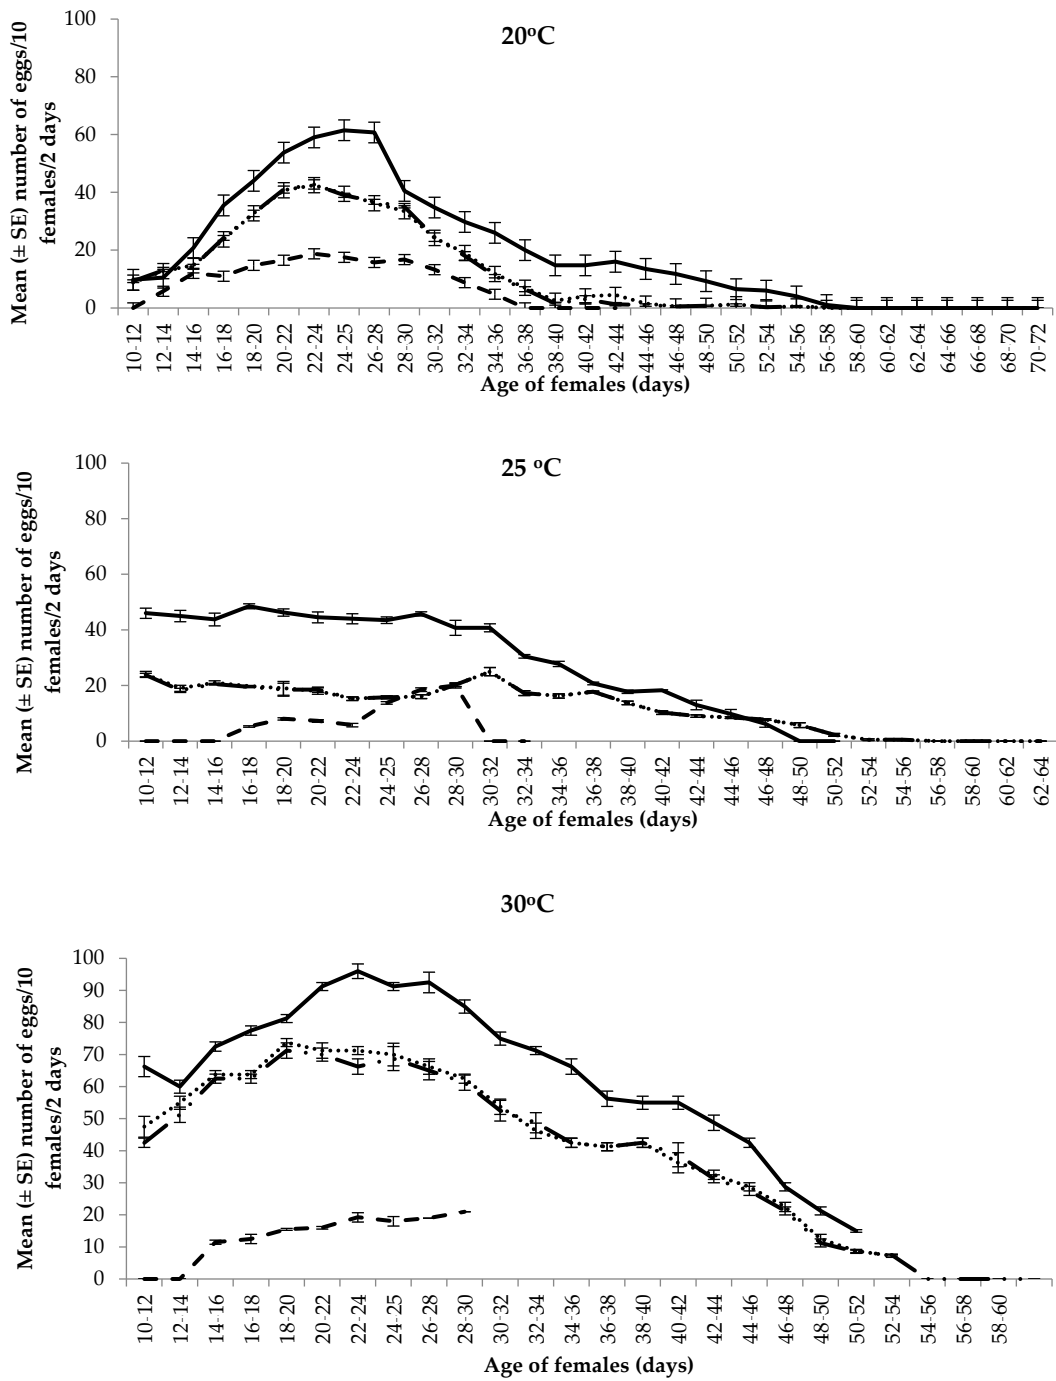 20°C
Mean (± SE) number of eggs/10
females/2 days
100
80
60
40
20
0
10-12 12-14 14-16 16-18 18-20 20-22 22-24 24-25 26-28 28-30 30-32 32-34 34-36 36-38 38-40 40-42 42-44 44-46 46-48 48-50 50-52 52-54 54-56 56-58 58-60 60-62 62-64 64-66 66-68 68-70 70-72
Age of females (days)
25 °C
Mean (± SE) number of eggs/10
females/2 days
100
80
60
40
20
0
10-12 12-14 14-16 16-18 18-20 20-22 22-24 24-25 26-28 28-30 30-32 32-34 34-36 36-38 38-40 40-42 42-44 44-46 46-48 48-50 50-52 52-54 54-56 56-58 58-60 60-62 62-64
Age of females (days)
30°C
Mean (± SE) number of eggs/10
females/2 days
100
90
80
70
60
50
40
30
20
10
0
10-12 12-14 14-16 16-18 18-20 20-22 22-24 24-25 26-28 28-30 30-32 32-34 34-36 36-38 38-40 40-42 42-44 44-46 46-48 48-50 50-52 52-54 54-56 56-58 58-60
Age of females (days)